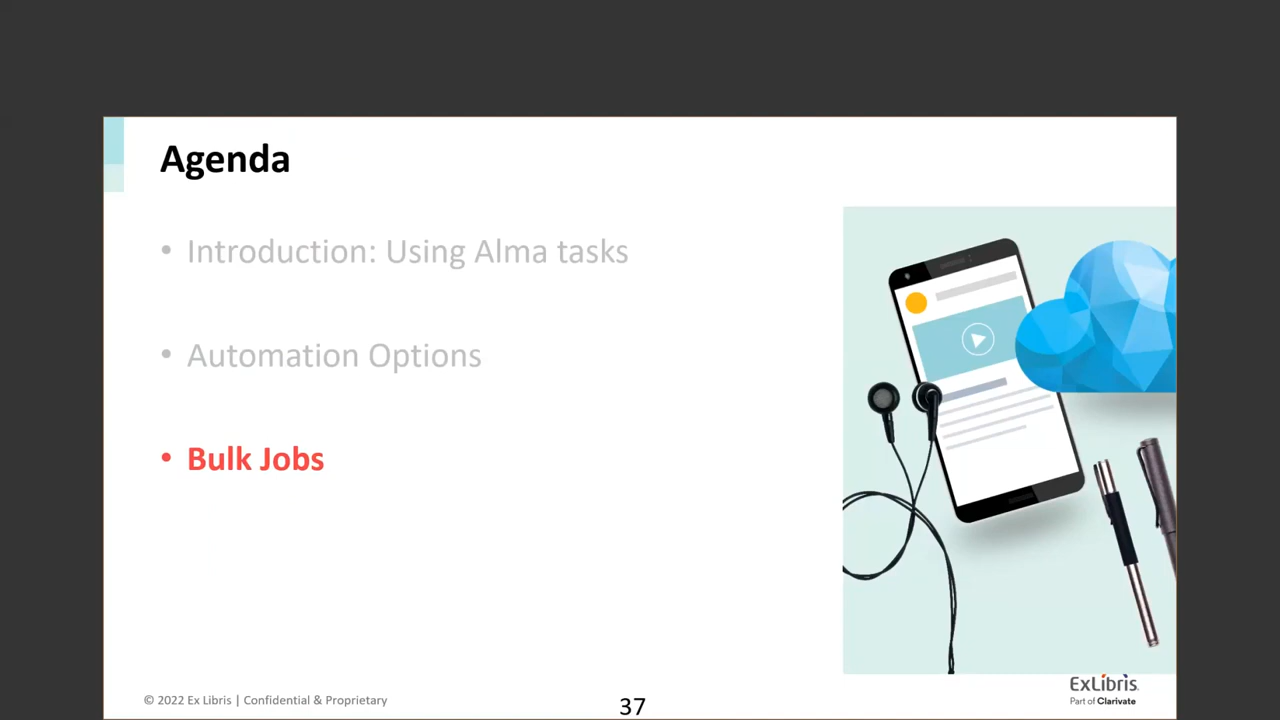 Agenda
• Introduction: Using Alma tasks
• Automation Options
• Bulk Jobs
© 2022 Ex Libris | Confidential & Proprietary
37
ExLibris
Part of Clarivate